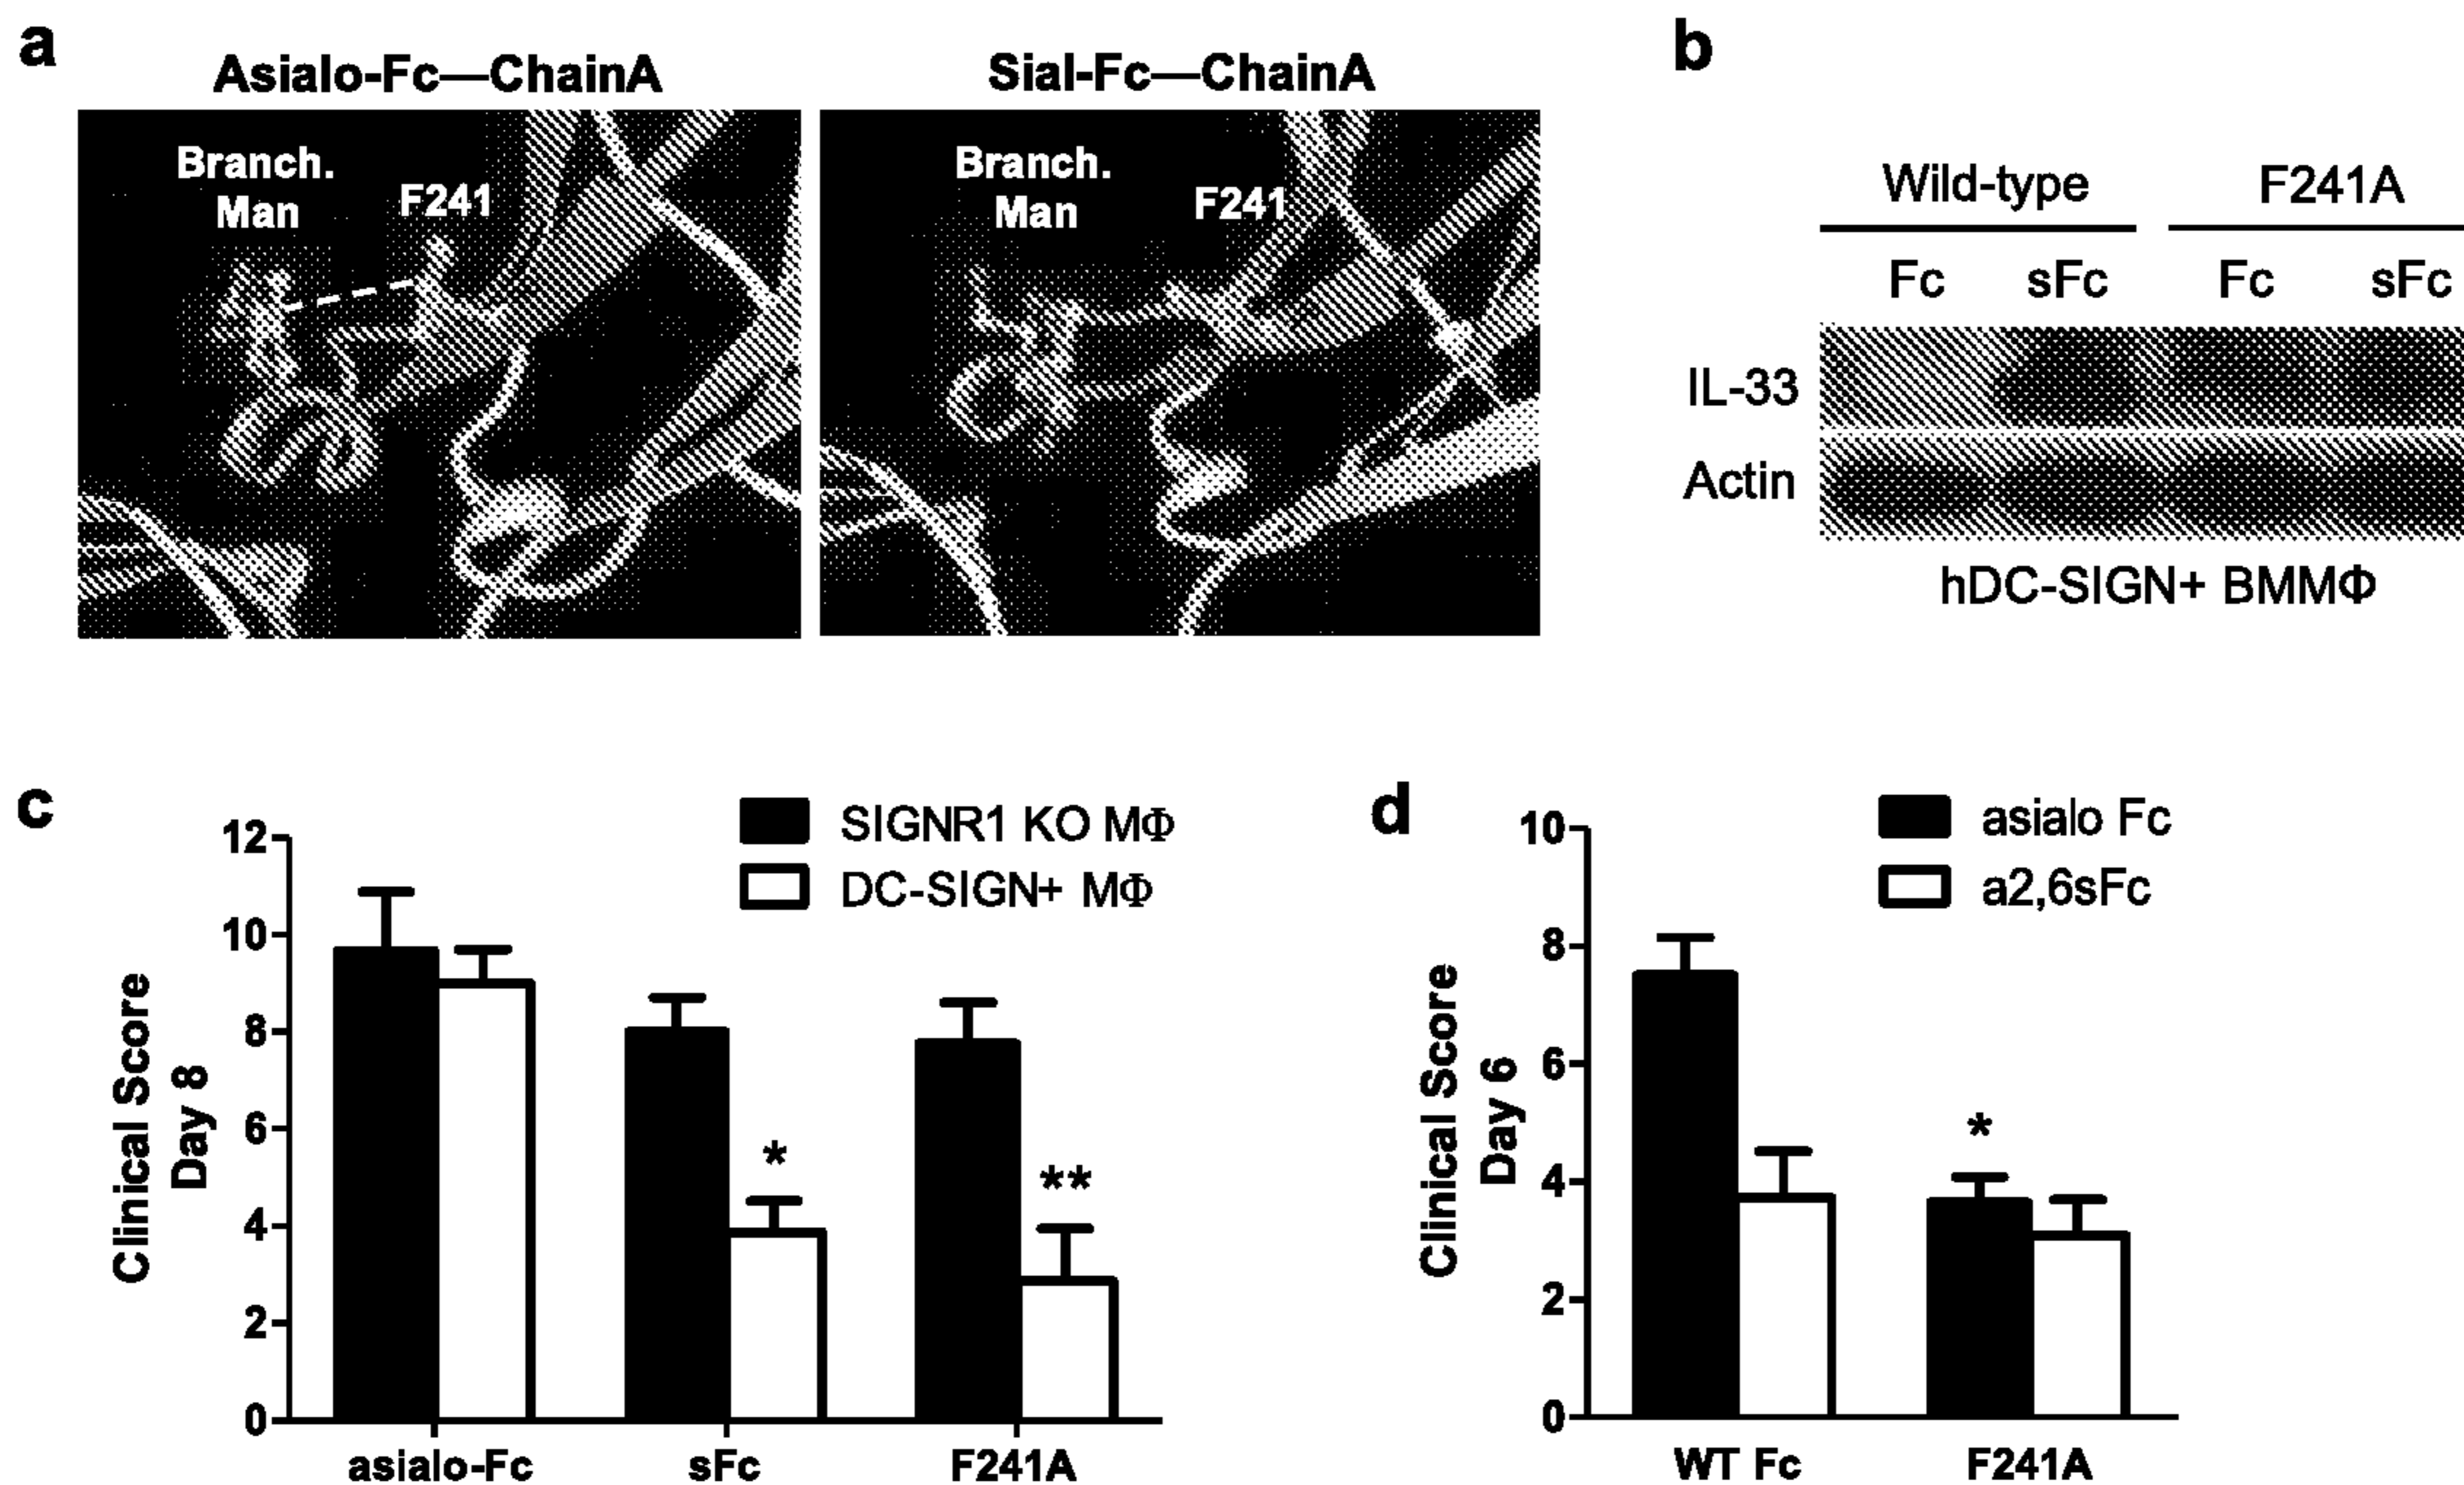 a
Asialo-Fc—ChainA
Branch.
Man
F241
Sial-Fc—ChainA
Branch.
Man
F241
b
Wild-type
F241A
Fc
sFc
Fc
sFc
IL-33
Actin
hDC-SIGN+ BMMΦ
c
SIGNR1 KO MΦ
DC-SIGN+ MΦ
Clinical Score
Day 8
12
10
8
6
4
2
0
*
**
asialo-Fc
sFc
F241A
d
asialo Fc
a2,6sFc
Clinical Score
Day 6
10
8
6
4
2
0
*
WT Fc
F241A